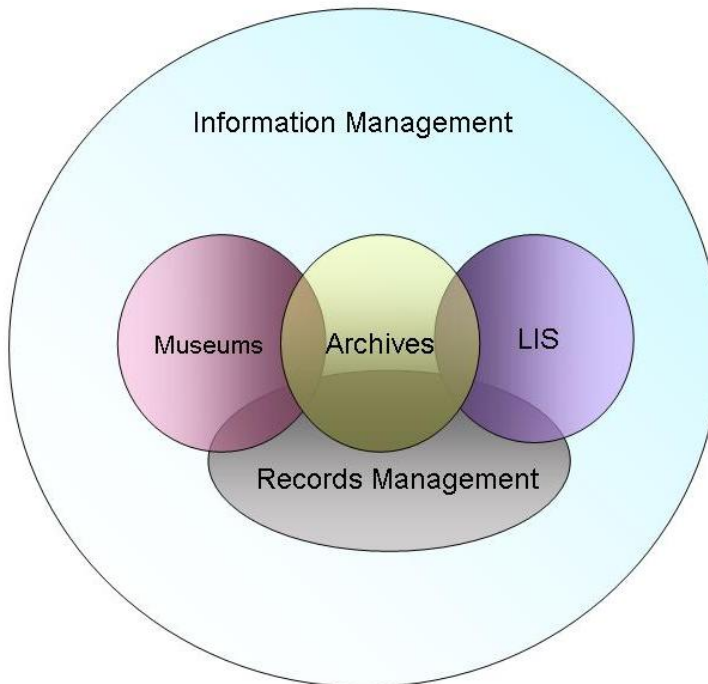 Information Management
Museums
Archives
LIS
Records Management